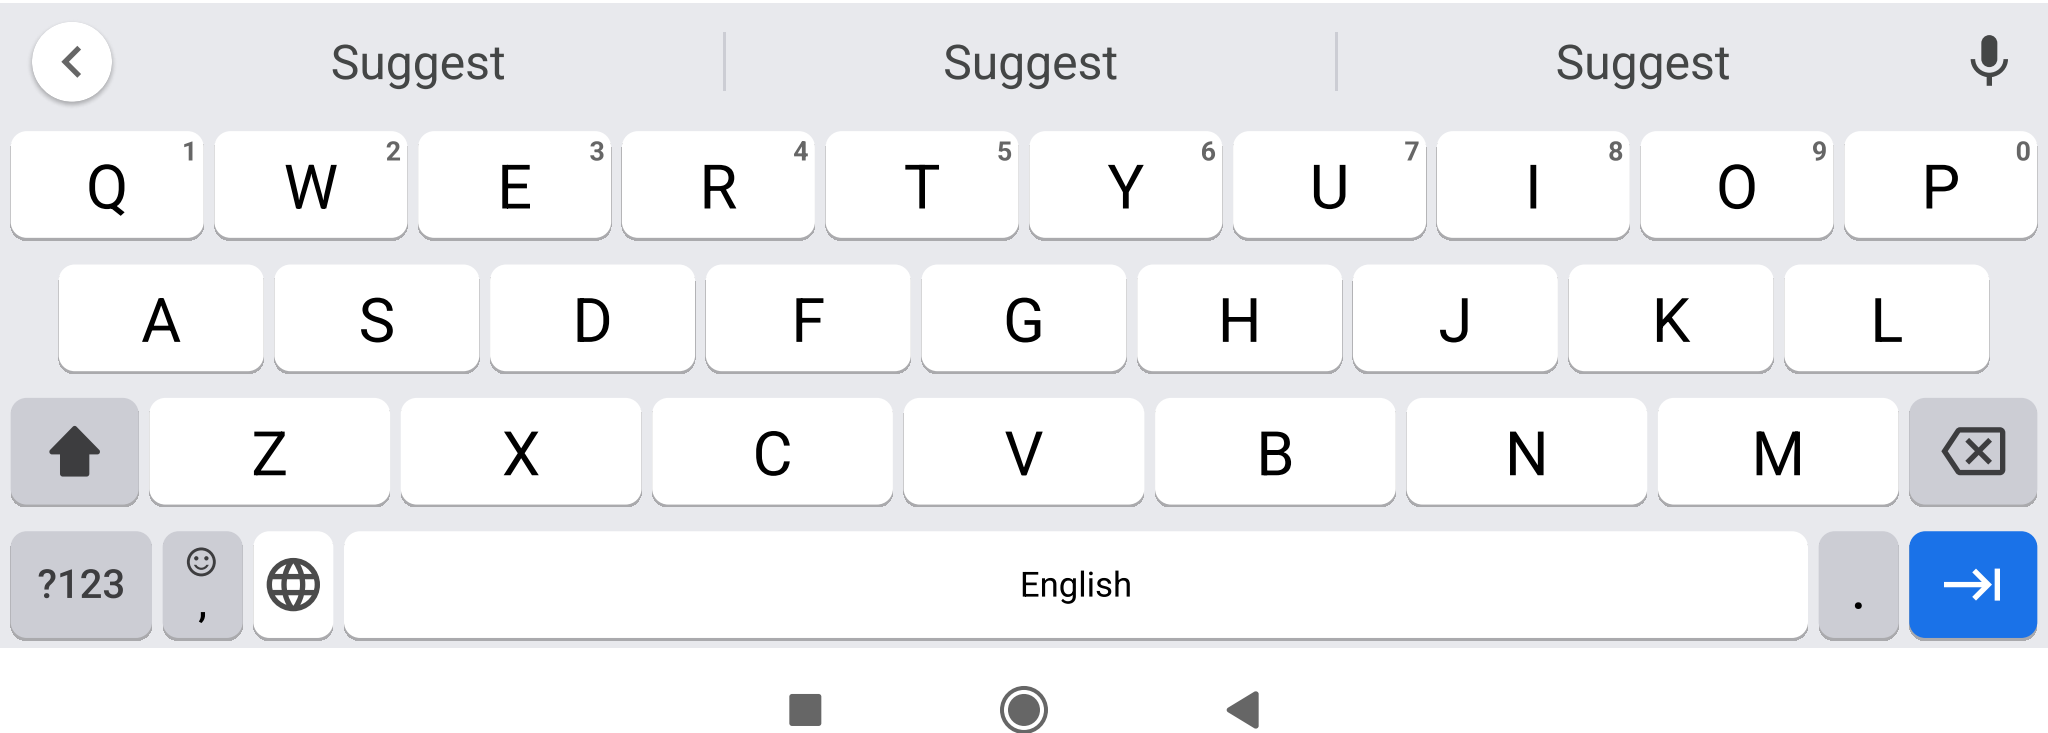 Suggest Suggest Suggest
Q 1 W 2 E 3 R 4 T 5 Y 6 U 7 I 8 O 9 P 0
A S D F G H J K L
Z X C V B N M
?123 , English .